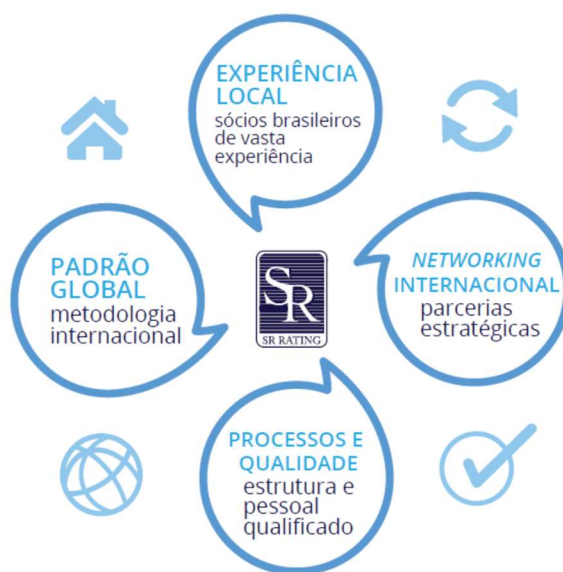 EXPERIÊNCIA
LOCAL
sócios brasileiros
de vasta
experiência
PADRÃO
GLOBAL
metodologia
internacional
SR
SR RATING
NETWORKING
INTERNACIONAL
parcerias
estratégicas
PROCESSOS E
QUALIDADE
estrutura e
pessoal
qualificado